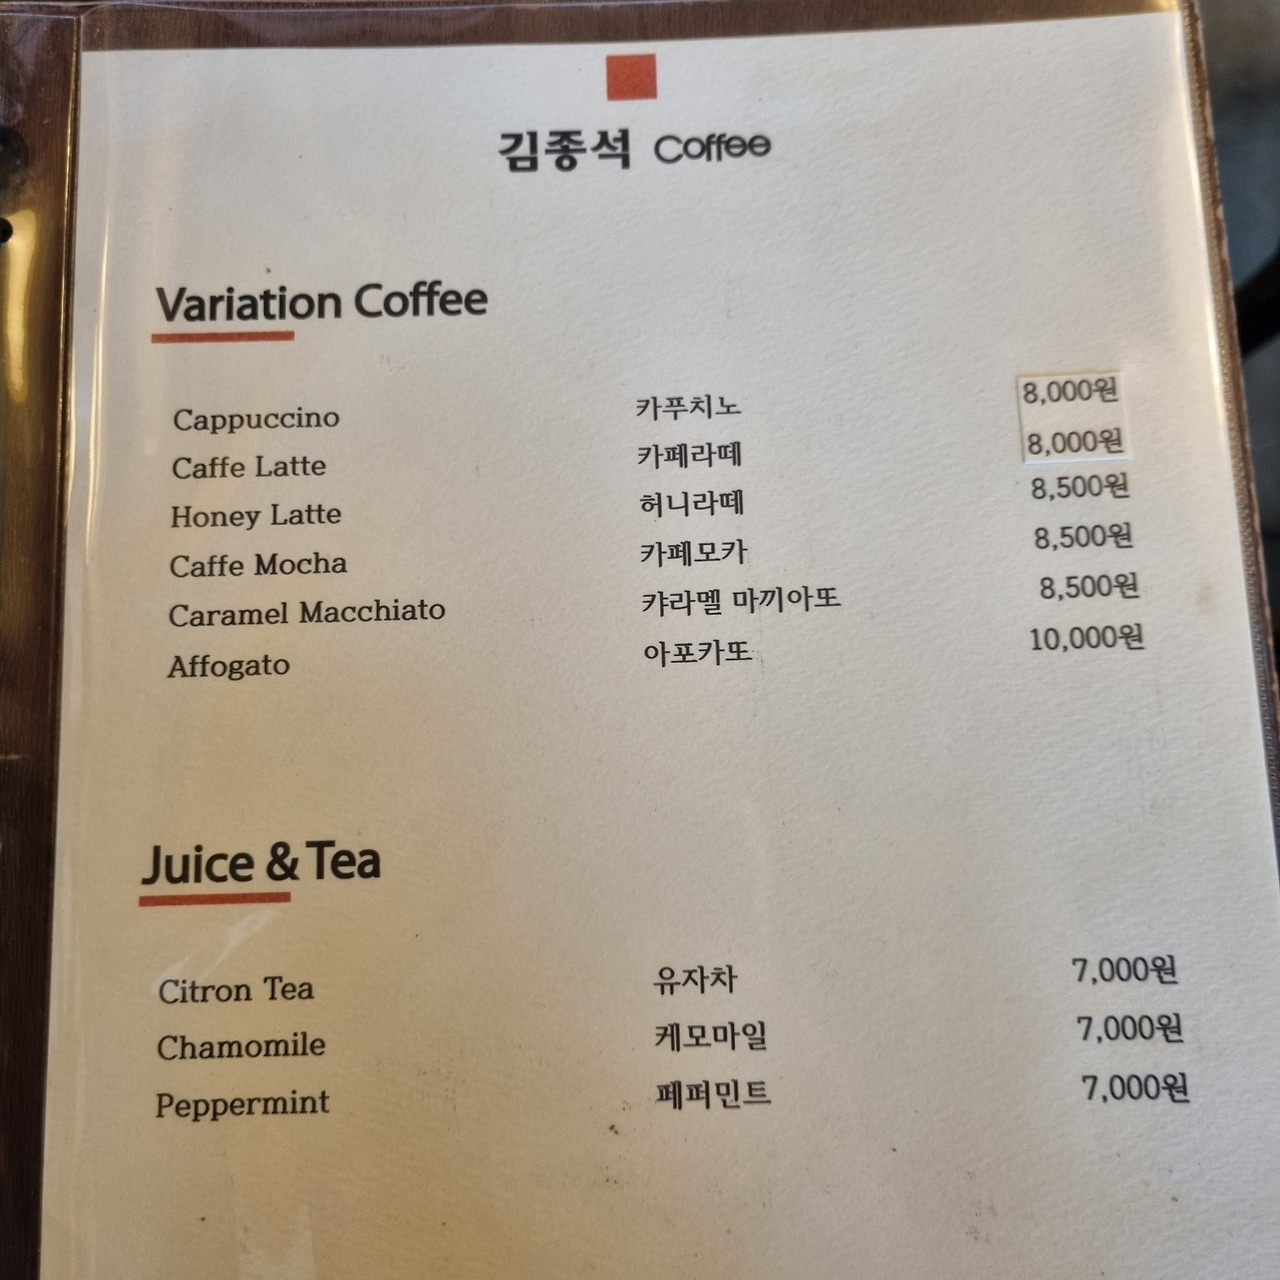 김종석 Coffee
Variation Coffee
Cappuccino 카푸치노 8,000원
Caffe Latte 카페라떼 8,000원
Honey Latte 허니라떼 8,500원
Caffe Mocha 카페모카 8,500원
Caramel Macchiato 캬라멜 마끼아또 8,500원
Affogato 아포카또 10,000원
Juice & Tea
Citron Tea 유자차 7,000원
Chamomile 케모마일 7,000원
Peppermint 페퍼민트 7,000원